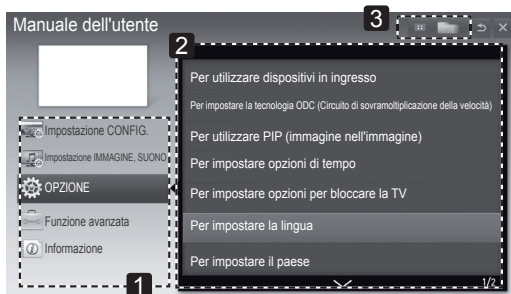 Manuale dell'utente
3
2
Impostazione CONFIG.
Impostazione IMMAGINE, SUONO
OPZIONE
Funzione avanzata
Informazione
1
Per utilizzare dispositivi in ingresso
Per impostare la tecnologia ODC (Circuito di sovramoltiplicazione della velocità)
Per utilizzare PIP (immagine nell'immagine)
Per impostare opzioni di tempo
Per impostare opzioni per bloccare la TV
Per impostare la lingua
Per impostare il paese
1/2